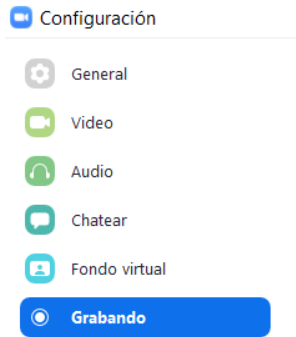 Configuración
General
Video
Audio
Chatear
Fondo virtual
Grabando